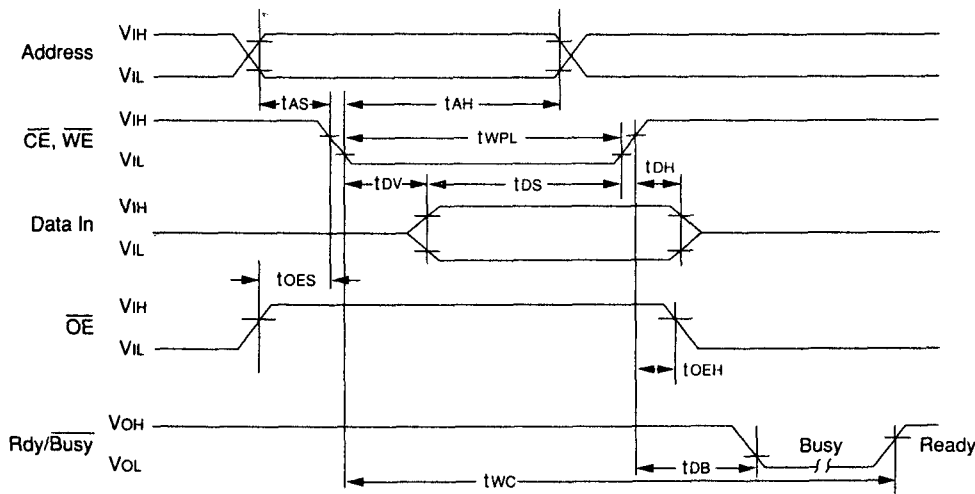 VIH
Address
VIL
tAS
tAH
VIH
CE, WE
tWPL
VIL
tDV
tDS
tDH
VIH
Data In
VIL
tOES
VIH
OE
VIL
tOEH
VOH
Rdy/Busy
Busy
Ready
VOL
tDB
tWC